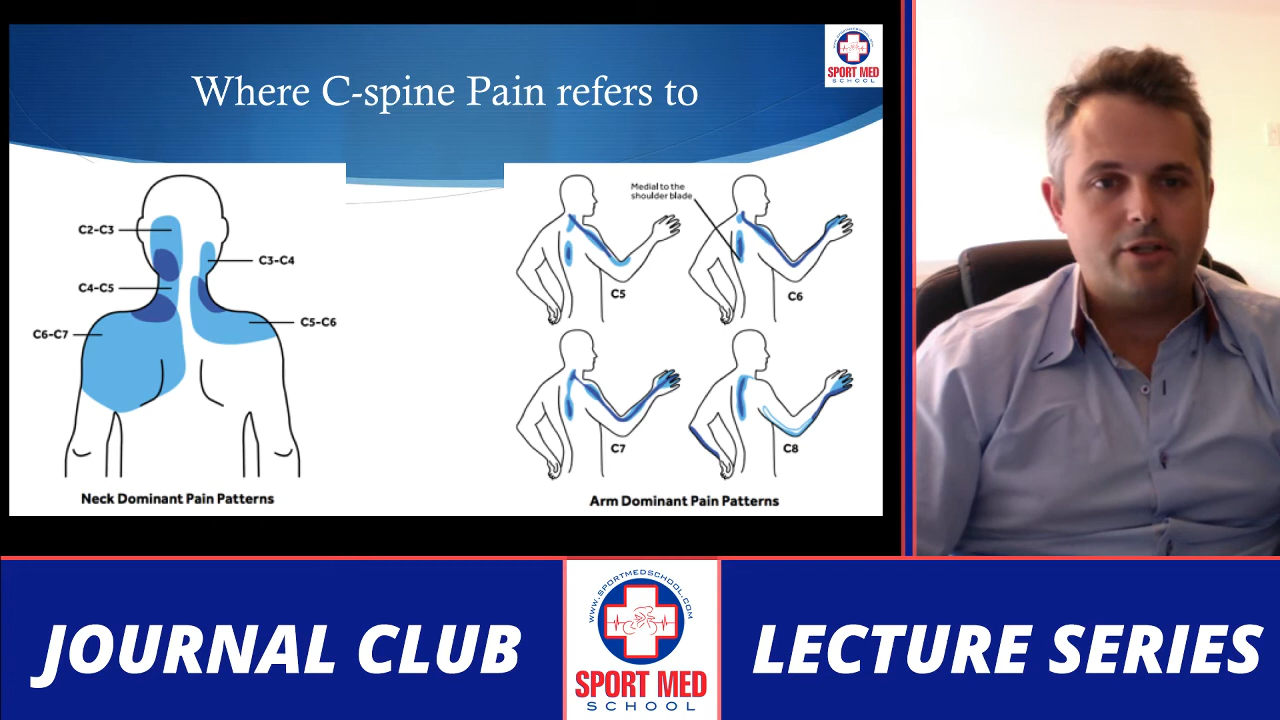 Where C-spine Pain refers to
SPORT MED
SCHOOL
C2-C3
C3-C4
C4-C5
C5-C6
C6-C7
Neck Dominant Pain Patterns
Medial to the
shoulder blade
C5
C6
C7
C8
Arm Dominant Pain Patterns
JOURNAL CLUB
WWW.SPORTMEDSCHOOL.COM
SPORT MED
SCHOOL
LECTURE SERIES